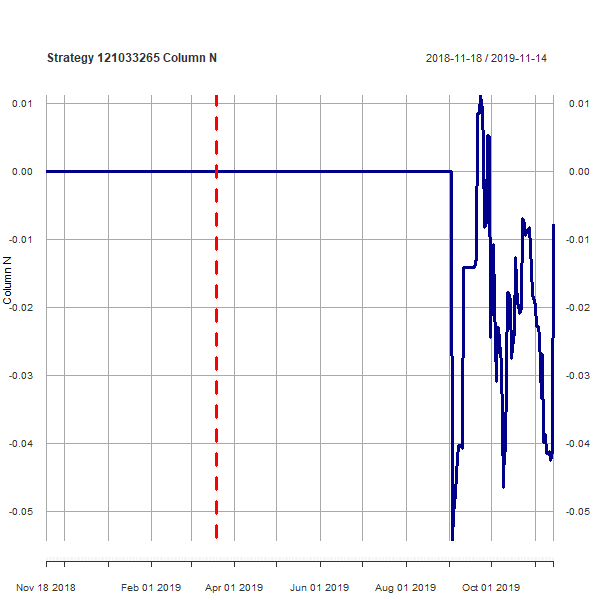 Strategy 121033265 Column N
2018-11-18 / 2019-11-14
0.01 0.01
0.00 0.00
-0.01 -0.01
-0.02 -0.02
-0.03 -0.03
-0.04 -0.04
-0.05 -0.05
Column N
Nov 18 2018 Feb 01 2019 Apr 01 2019 Jun 01 2019 Aug 01 2019 Oct 01 2019